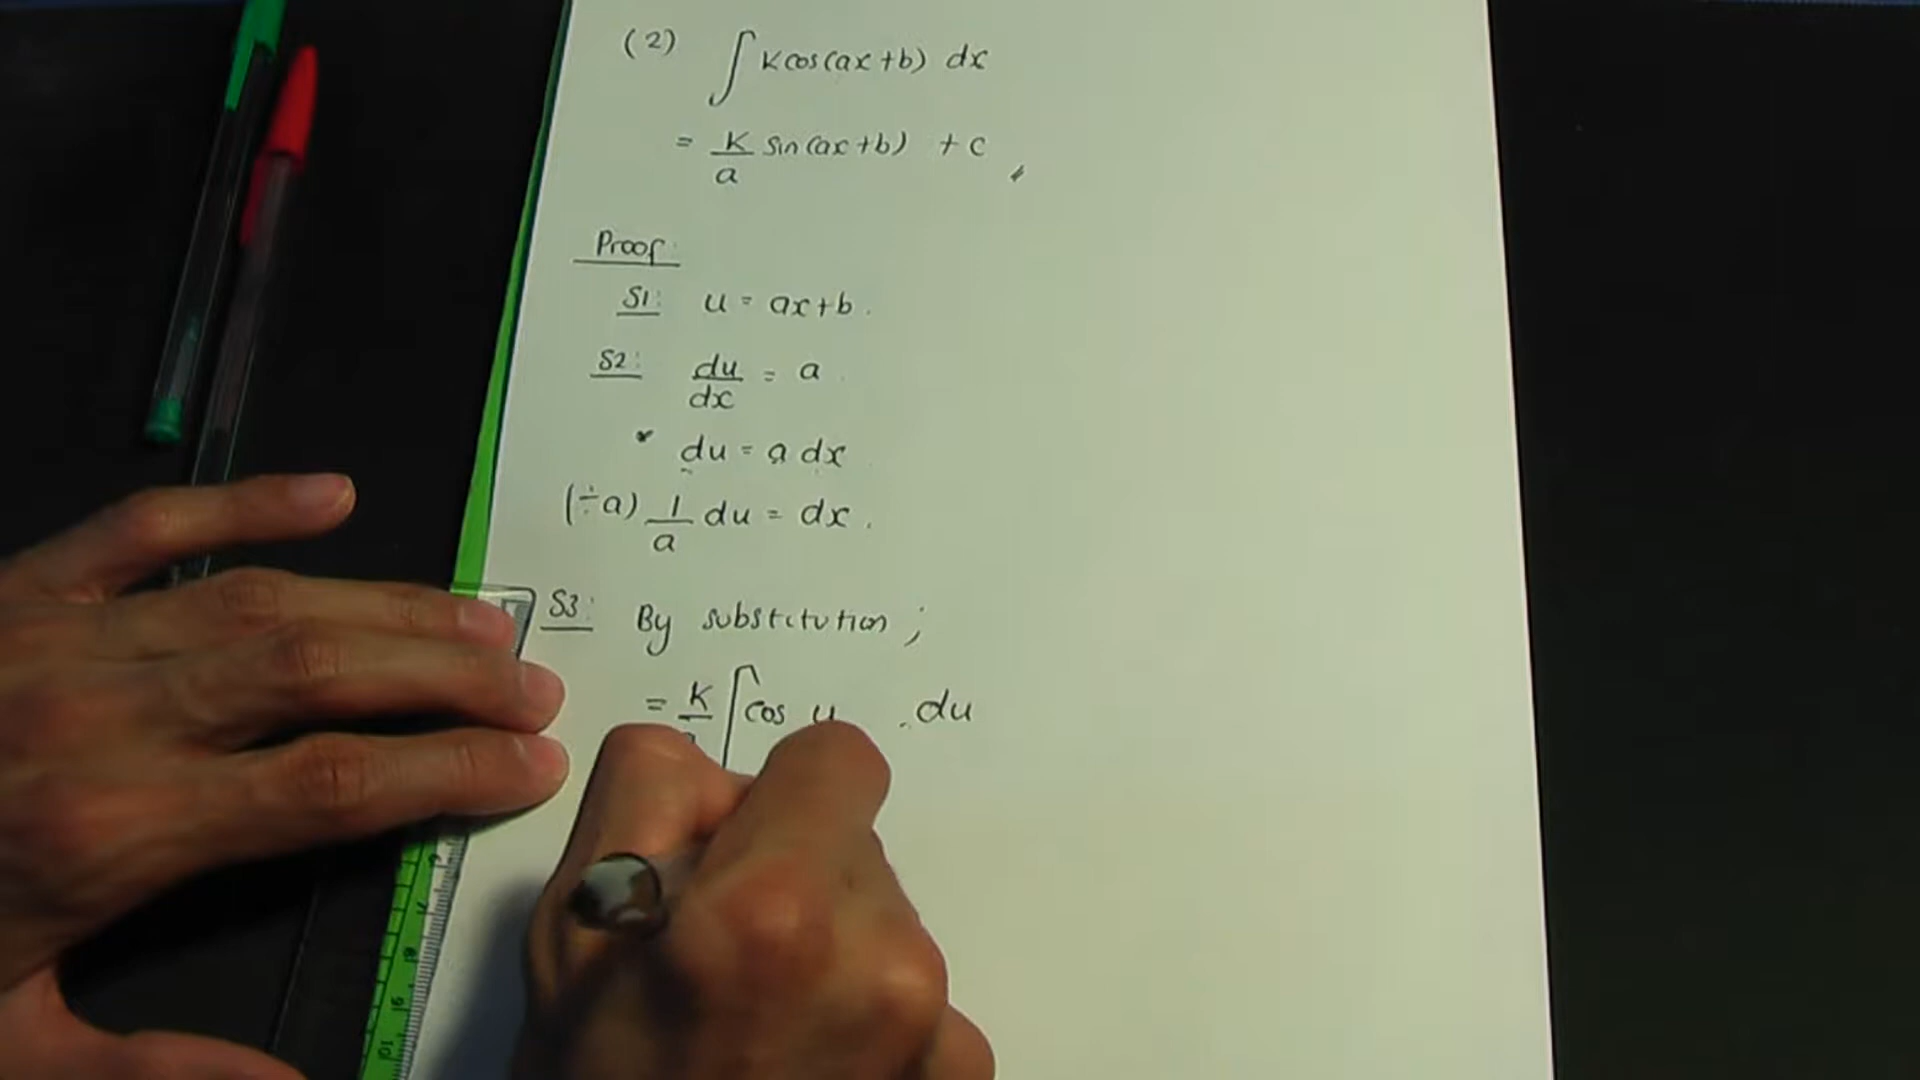 (2) ∫ K cos(ax+b) dx
= K/a sin(ax+b) + c
Proof:
S1: u = ax+b.
S2: du/dx = a
* du = a dx
(÷a) 1/a du = dx.
S3: By substitution;
= K/a ∫ cos u . du